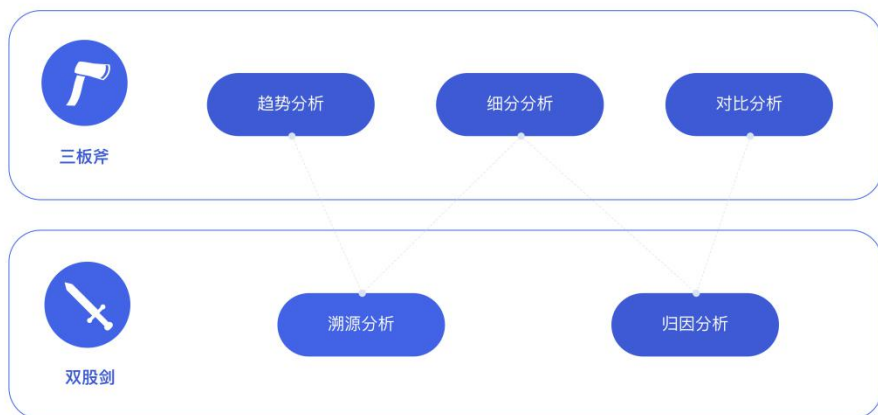 趋势分析
细分分析
对比分析
三板斧
溯源分析
归因分析
双股剑